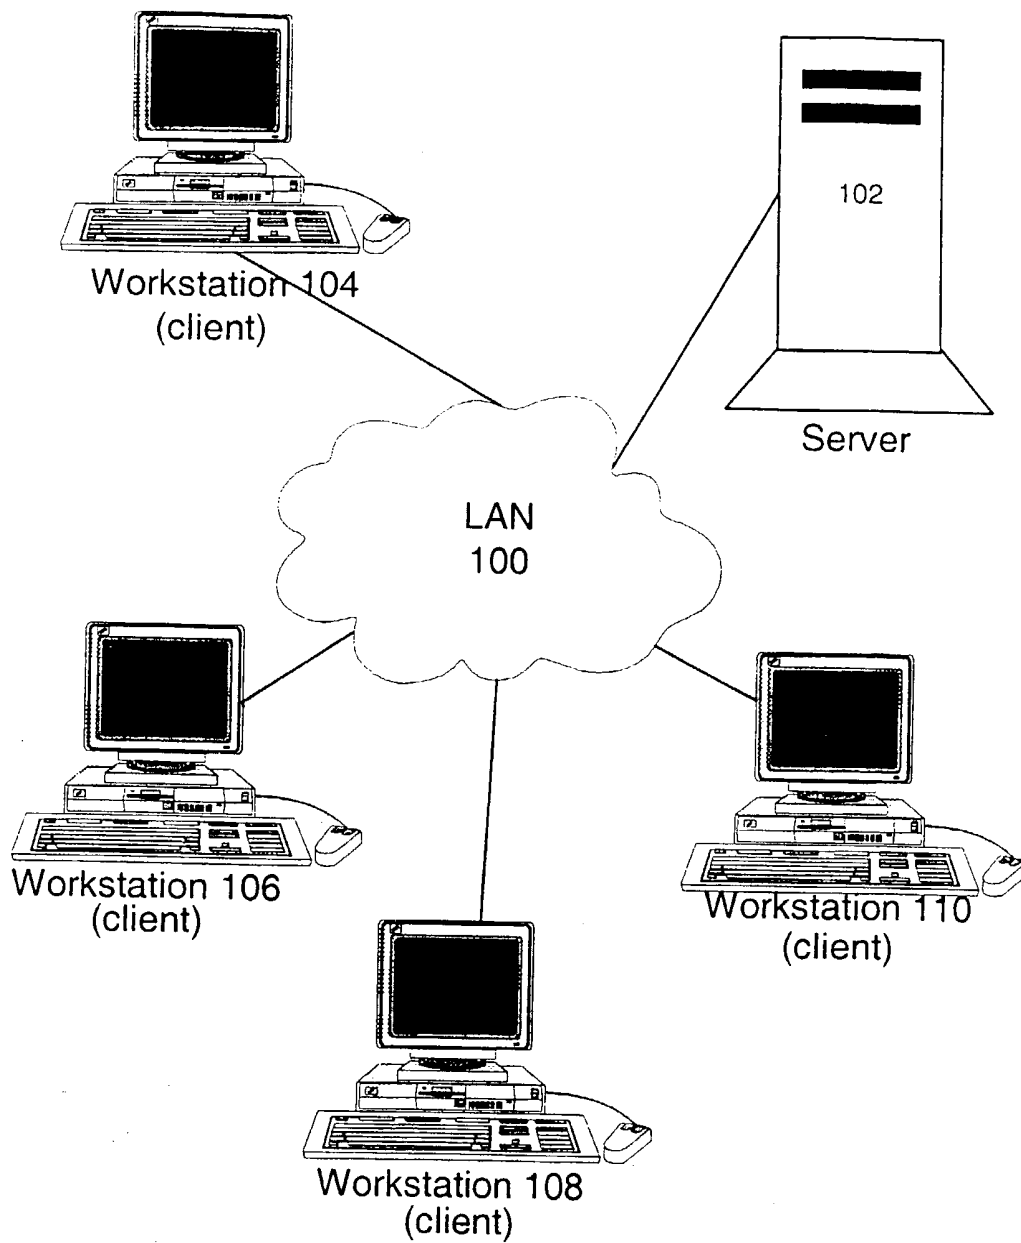 102
Workstation 104
(client)
Server
LAN
100
Workstation 106
(client)
Workstation 110
(client)
Workstation 108
(client)